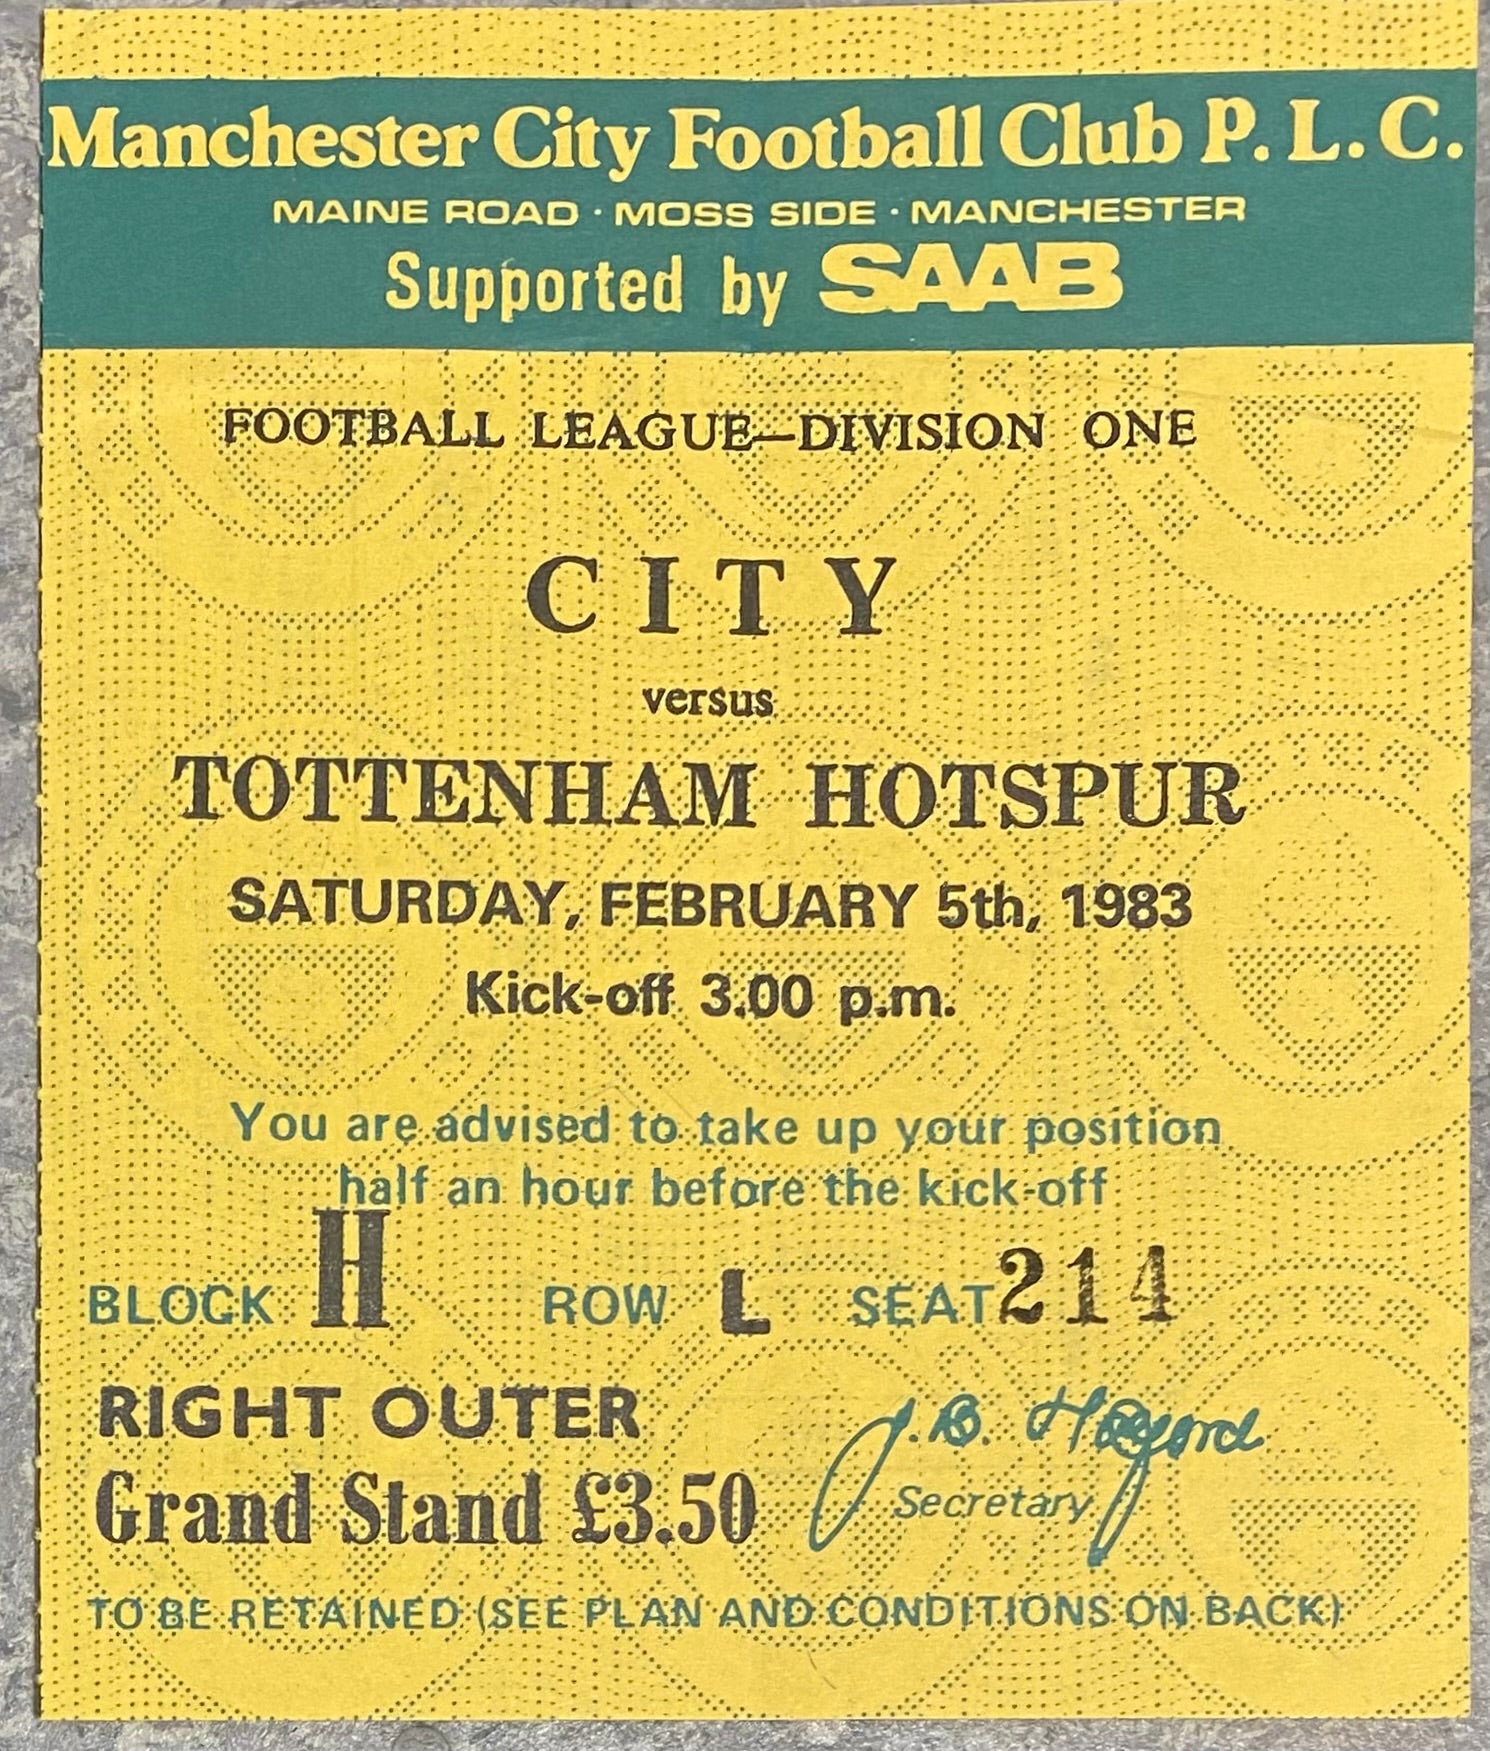 Manchester City Football Club P.L.C.
MAINE ROAD · MOSS SIDE · MANCHESTER
Supported by SAAB
FOOTBALL LEAGUE—DIVISION ONE
CITY
versus
TOTTENHAM HOTSPUR
SATURDAY, FEBRUARY 5th, 1983
Kick-off 3.00 p.m.
You are advised to take up your position
half an hour before the kick-off
BLOCK H ROW L SEAT 214
RIGHT OUTER
J.B. Halford
Grand Stand £3.50
Secretary
TO BE RETAINED (SEE PLAN AND CONDITIONS ON BACK)